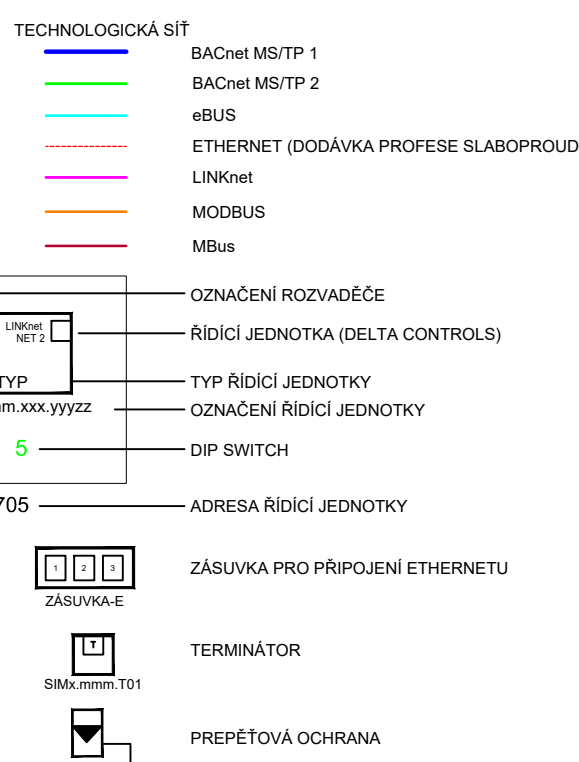 TECHNOLOGICKÁ SÍŤ
BACnet MS/TP 1
BACnet MS/TP 2
eBUS
ETHERNET (DODÁVKA PROFESE SLABOPROUD
LINKnet
MODBUS
MBus
OZNAČENÍ ROZVADĚČE
LINKnet
NET 2
ŘÍDÍCÍ JEDNOTKA (DELTA CONTROLS)
TYP
TYP ŘÍDÍCÍ JEDNOTKY
m.xxx.yyyzz
OZNAČENÍ ŘÍDÍCÍ JEDNOTKY
5
DIP SWITCH
705
ADRESA ŘÍDÍCÍ JEDNOTKY
1 2 3
ZÁSUVKA PRO PŘIPOJENÍ ETHERNETU
ZÁSUVKA-E
T
TERMINÁTOR
SIMx.mmm.T01
PREPĚŤOVÁ OCHRANA